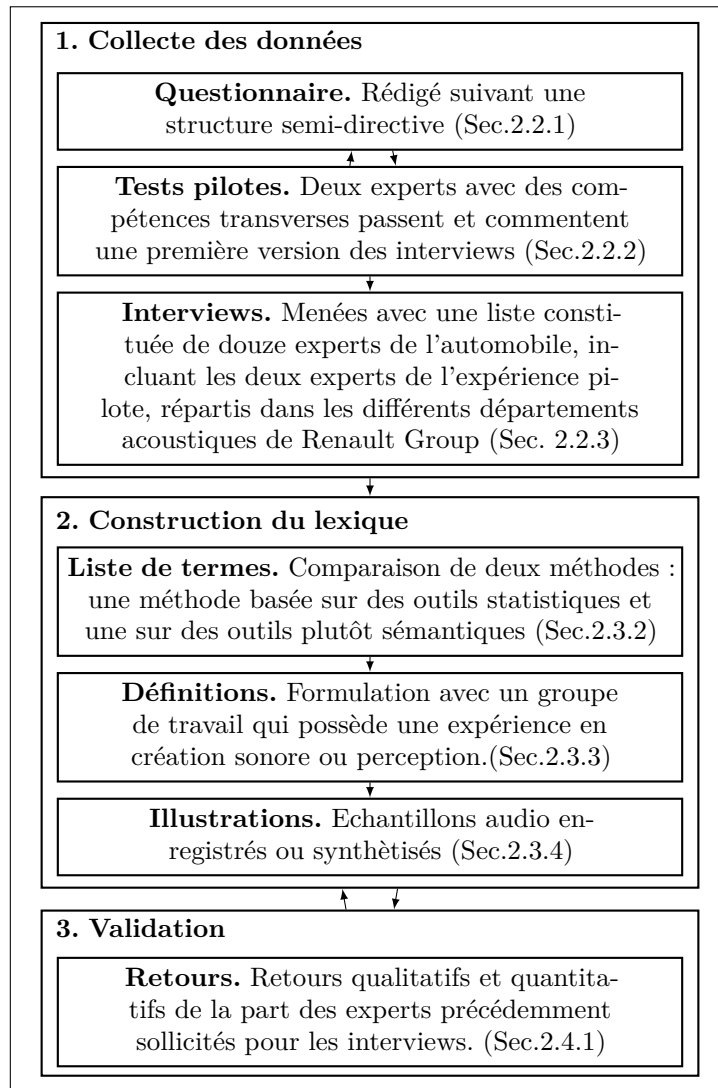 1. Collecte des données
Questionnaire. Rédigé suivant une
structure semi-directive (Sec.2.2.1)
Tests pilotes. Deux experts avec des com-
pétences transverses passent et commentent
une première version des interviews (Sec.2.2.2)
Interviews. Menées avec une liste consti-
tuée de douze experts de l'automobile, in-
cluant les deux experts de l'expérience pi-
lote, répartis dans les différents départements
acoustiques de Renault Group (Sec. 2.2.3)
2. Construction du lexique
Liste de termes. Comparaison de deux méthodes :
une méthode basée sur des outils statistiques et
une sur des outils plutôt sémantiques (Sec.2.3.2)
Définitions. Formulation avec un groupe
de travail qui possède une expérience en
création sonore ou perception.(Sec.2.3.3)
Illustrations. Echantillons audio en-
registrés ou synthètisés (Sec.2.3.4)
3. Validation
Retours. Retours qualitatifs et quantita-
tifs de la part des experts précédemment
sollicités pour les interviews. (Sec.2.4.1)